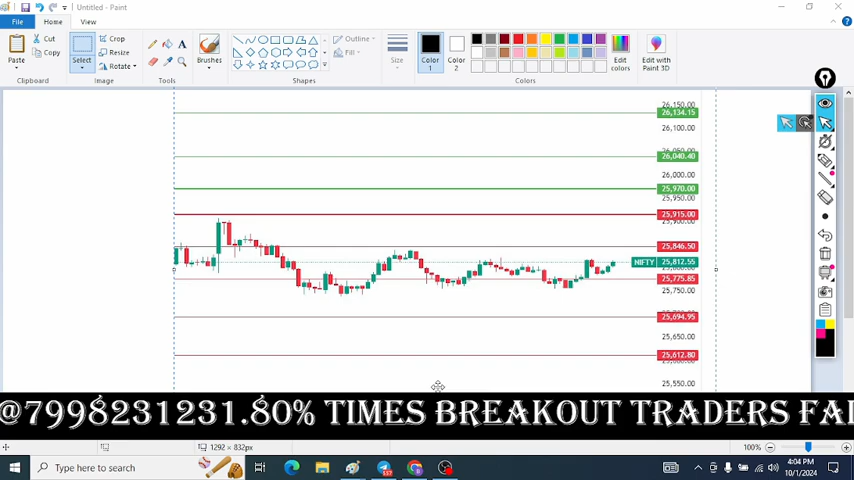 Untitled - Paint
File Home View
Cut
Crop
Outline
Copy
Resize
Fill
Paste
Select
Rotate
Brushes
Size
Color 1
Color 2
Edit colors
Edit with Paint 3D
Clipboard Image Tools Shapes Colors
26,150.00
26,134.15
26,100.00
26,040.40
26,000.00
25,970.00
25,950.00
25,915.00
25,846.50
NIFTY 25,812.55
25,775.85
25,750.00
25,694.95
25,650.00
25,612.80
25,550.00
@7998231231.80% TIMES BREAKOUT TRADERS FA
1292 × 832px
100%
Type here to search
4:04 PM
10/1/2024